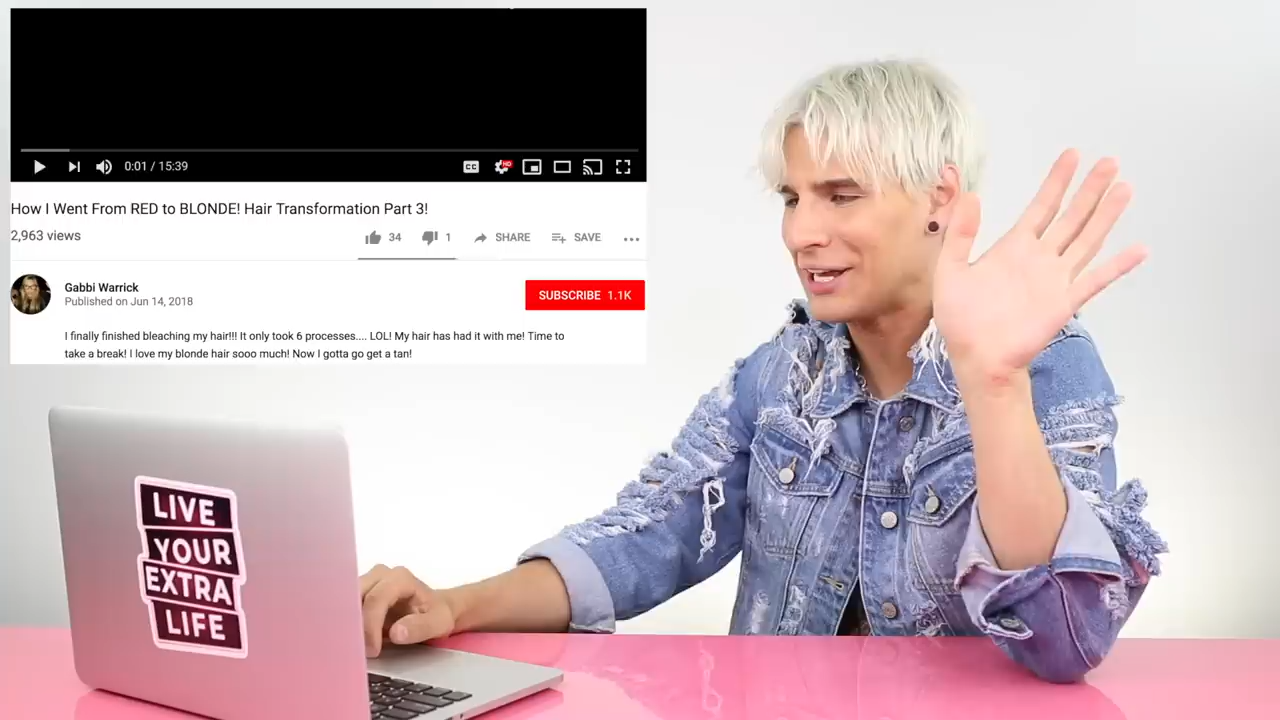 0:01 / 15:39
CC
HD
How I Went From RED to BLONDE! Hair Transformation Part 3!
2,963 views
34
1
SHARE
SAVE
Gabbi Warrick
Published on Jun 14, 2018
SUBSCRIBE 1.1K
I finally finished bleaching my hair!!! It only took 6 processes.... LOL! My hair has had it with me! Time to
take a break! I love my blonde hair sooo much! Now I gotta go get a tan!
LIVE
YOUR
EXTRA
LIFE